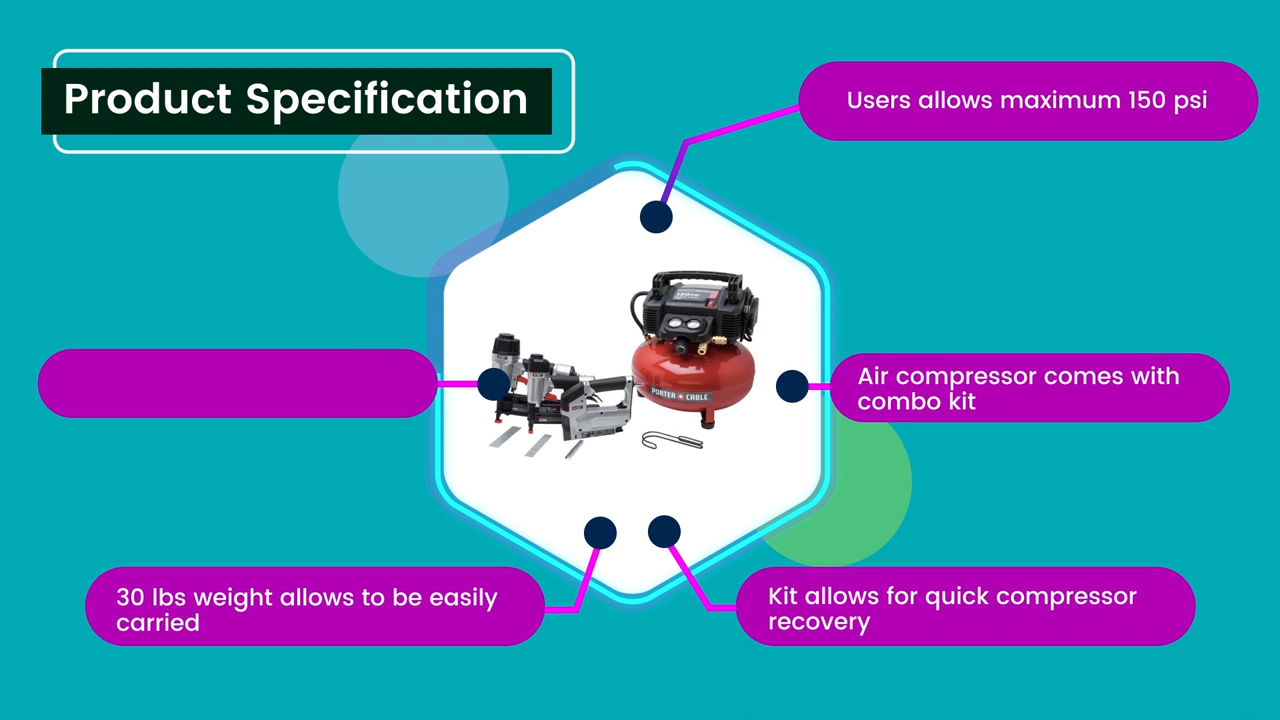 Product Specification
Users allows maximum 150 psi
Air compressor comes with
combo kit
PORTER CABLE
30 lbs weight allows to be easily
carried
Kit allows for quick compressor
recovery